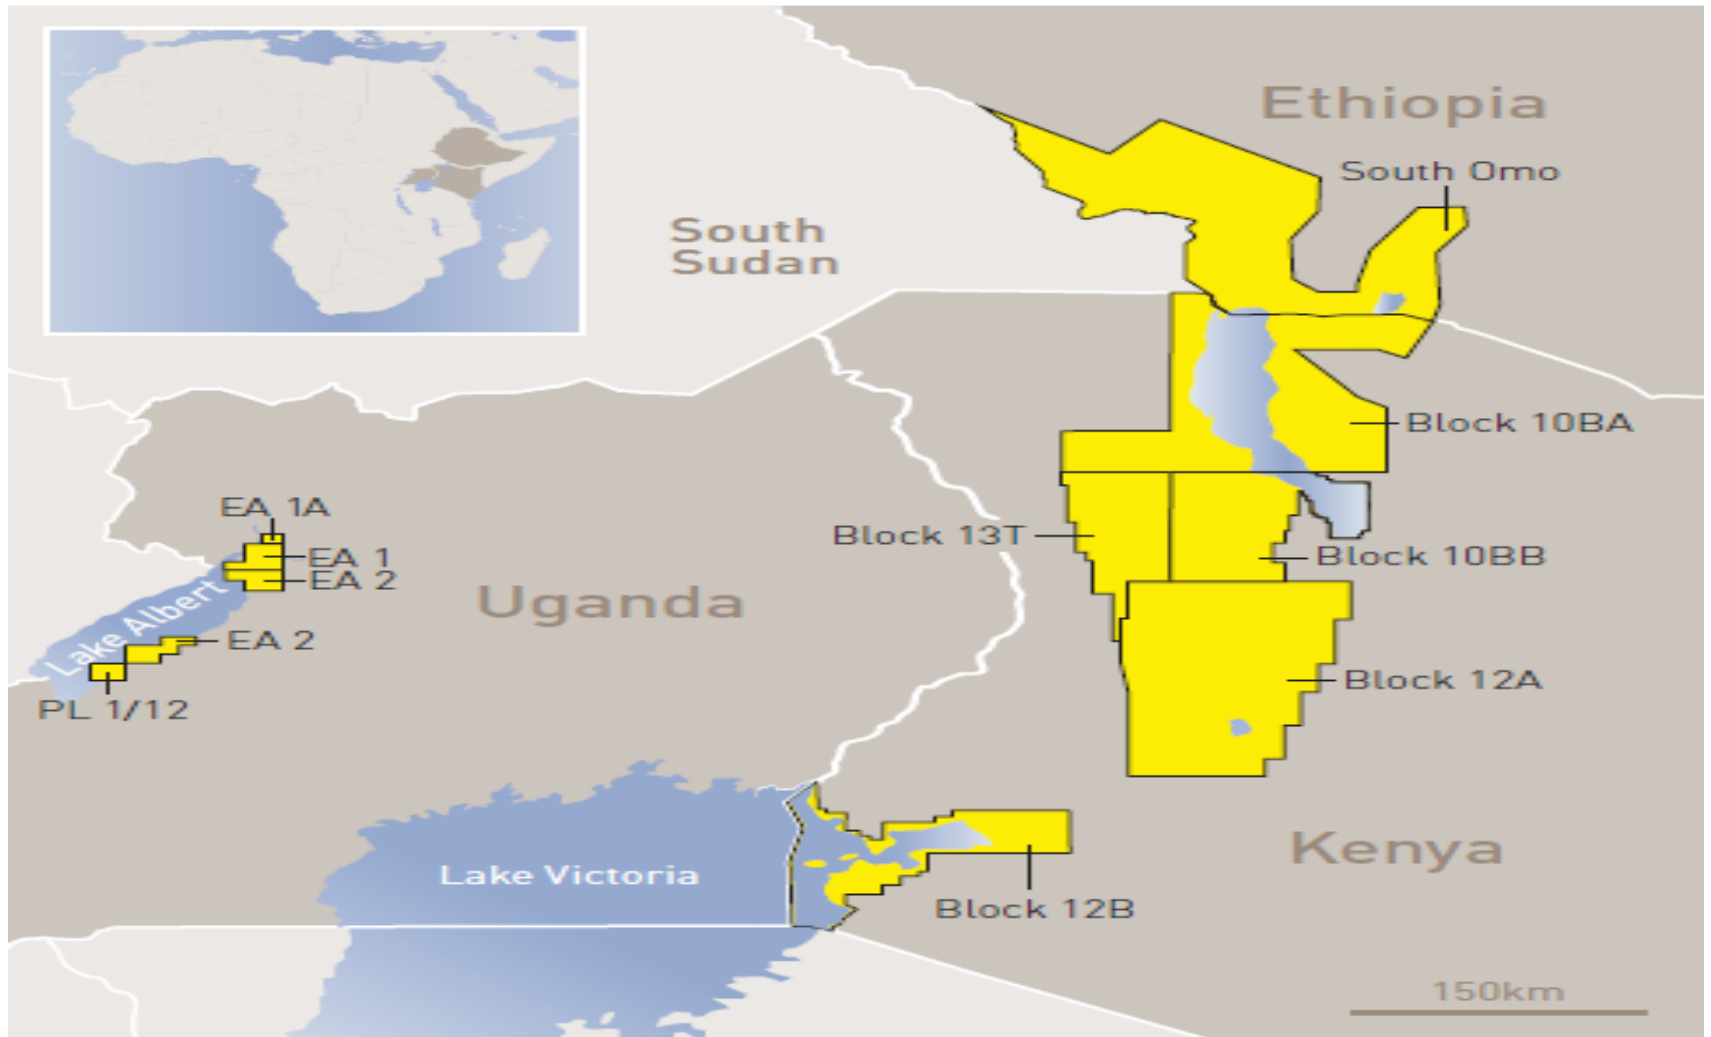 Ethiopia
South Omo
South
Sudan
Block 10BA
EA 1A
Block 13T
EA 1
Block 10BB
EA 2
Uganda
Lake Albert
EA 2
Block 12A
PL 1/12
Kenya
Lake Victoria
Block 12B
150km